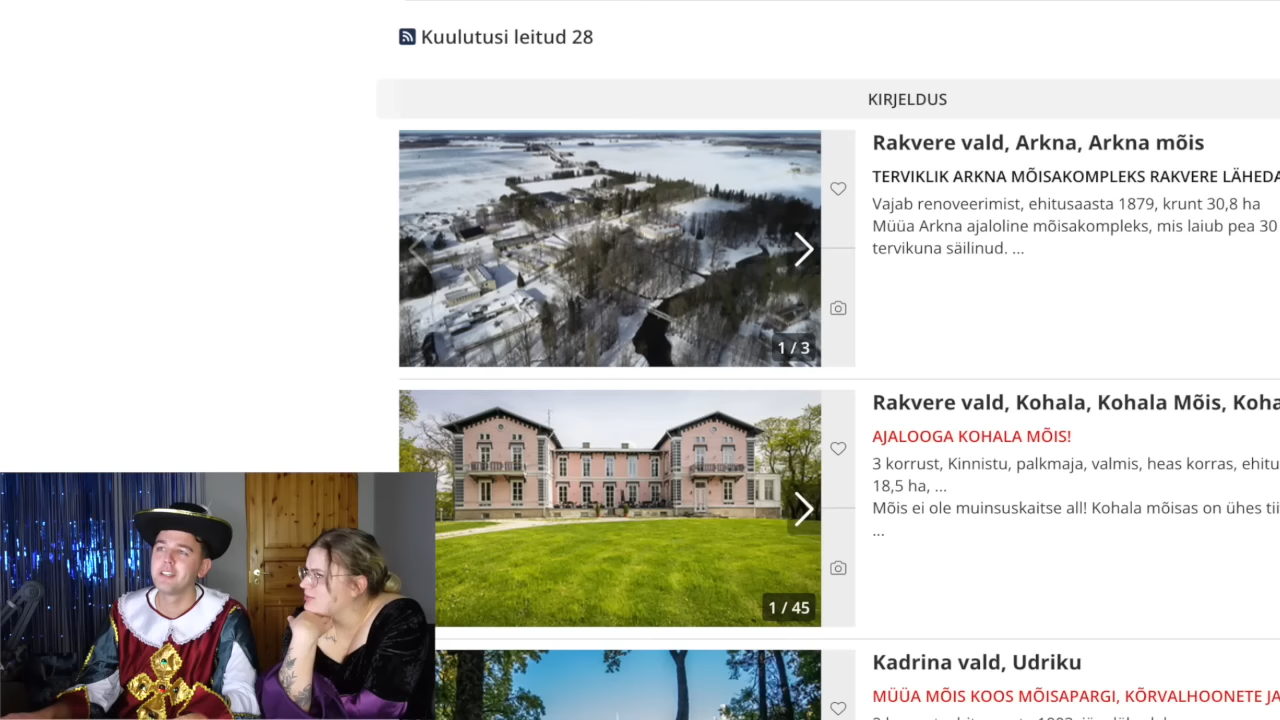 Kuulutusi leitud 28
KIRJELDUS
Rakvere vald, Arkna, Arkna mõis
TERVIKLIK ARKNA MÕISAKOMPLEKS RAKVERE LÄHEDA
Vajab renoveerimist, ehitusaasta 1879, krunt 30,8 ha
Müüa Arkna ajaloline mõisakompleks, mis laiub pea 30
tervikuna säilinud. ...
1 / 3
Rakvere vald, Kohala, Kohala Mõis, Koha
AJALOOGA KOHALA MÕIS!
3 korrust, Kinnistu, palkmaja, valmis, heas korras, ehitu
18,5 ha, ...
Mõis ei ole muinsuskaitse all! Kohala mõisas on ühes tii
...
1 / 45
Kadrina vald, Udriku
MÜÜA MÕIS KOOS MÕISAPARGI, KÕRVALHOONETE JA